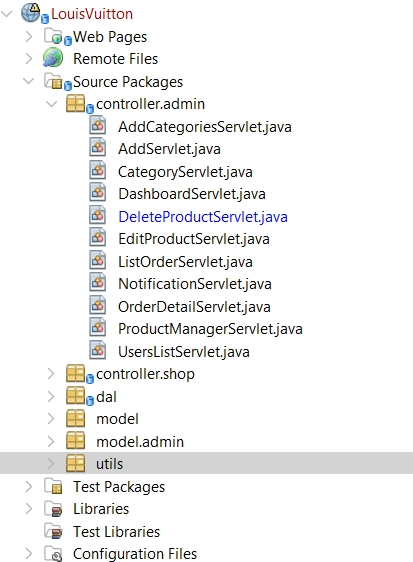 LouisVuitton
Web Pages
Remote Files
Source Packages
controller.admin
AddCategoriesServlet.java
AddServlet.java
CategoryServlet.java
DashboardServlet.java
DeleteProductServlet.java
EditProductServlet.java
ListOrderServlet.java
NotificationServlet.java
OrderDetailServlet.java
ProductManagerServlet.java
UsersListServlet.java
controller.shop
dal
model
model.admin
utils
Test Packages
Libraries
Test Libraries
Configuration Files